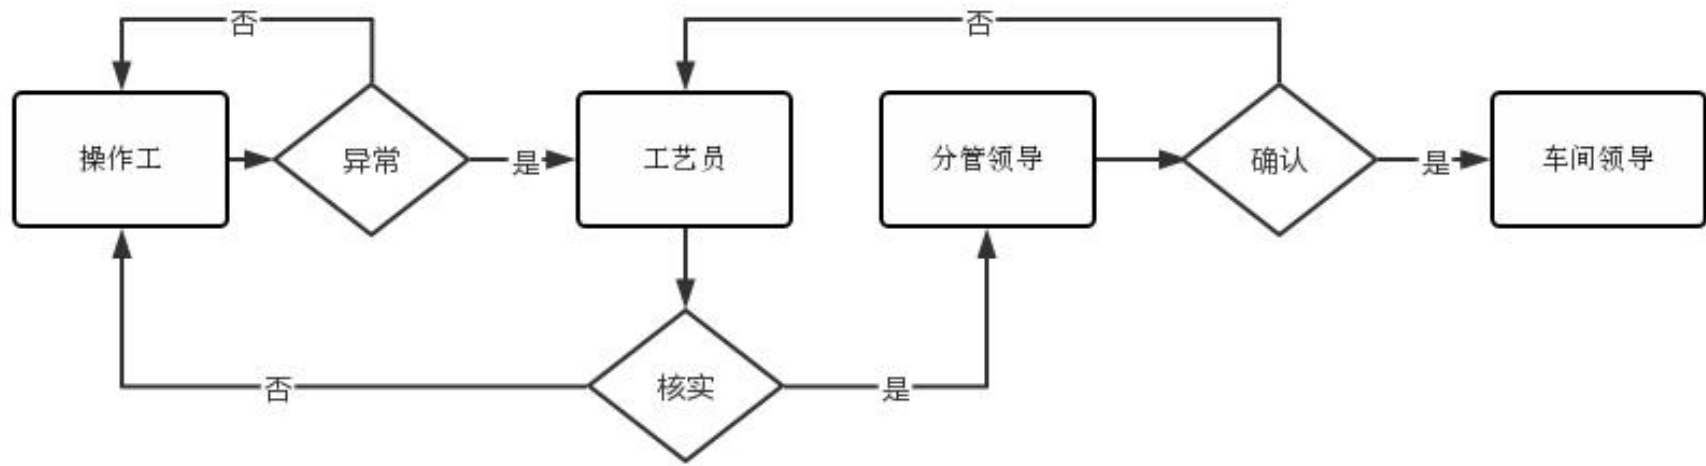 否
否
操作工
异常
是
工艺员
分管领导
确认
是
车间领导
否
核实
是